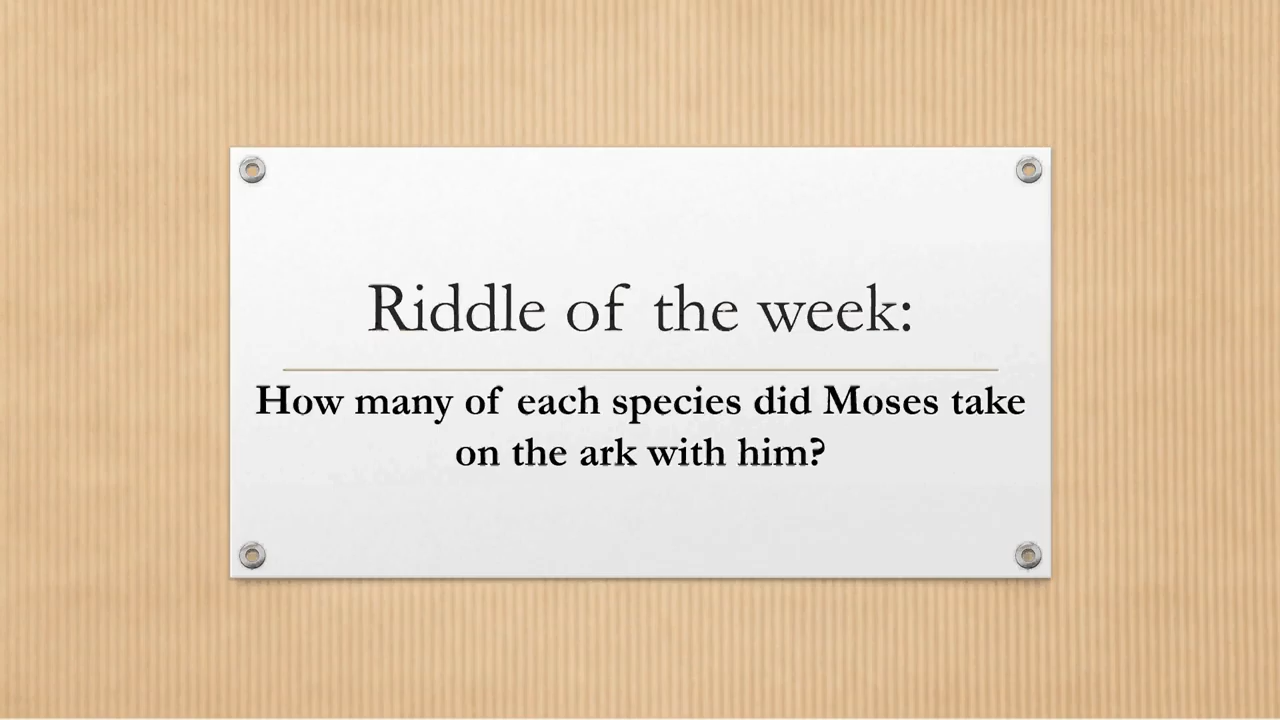 Riddle of the week:
How many of each species did Moses take
on the ark with him?